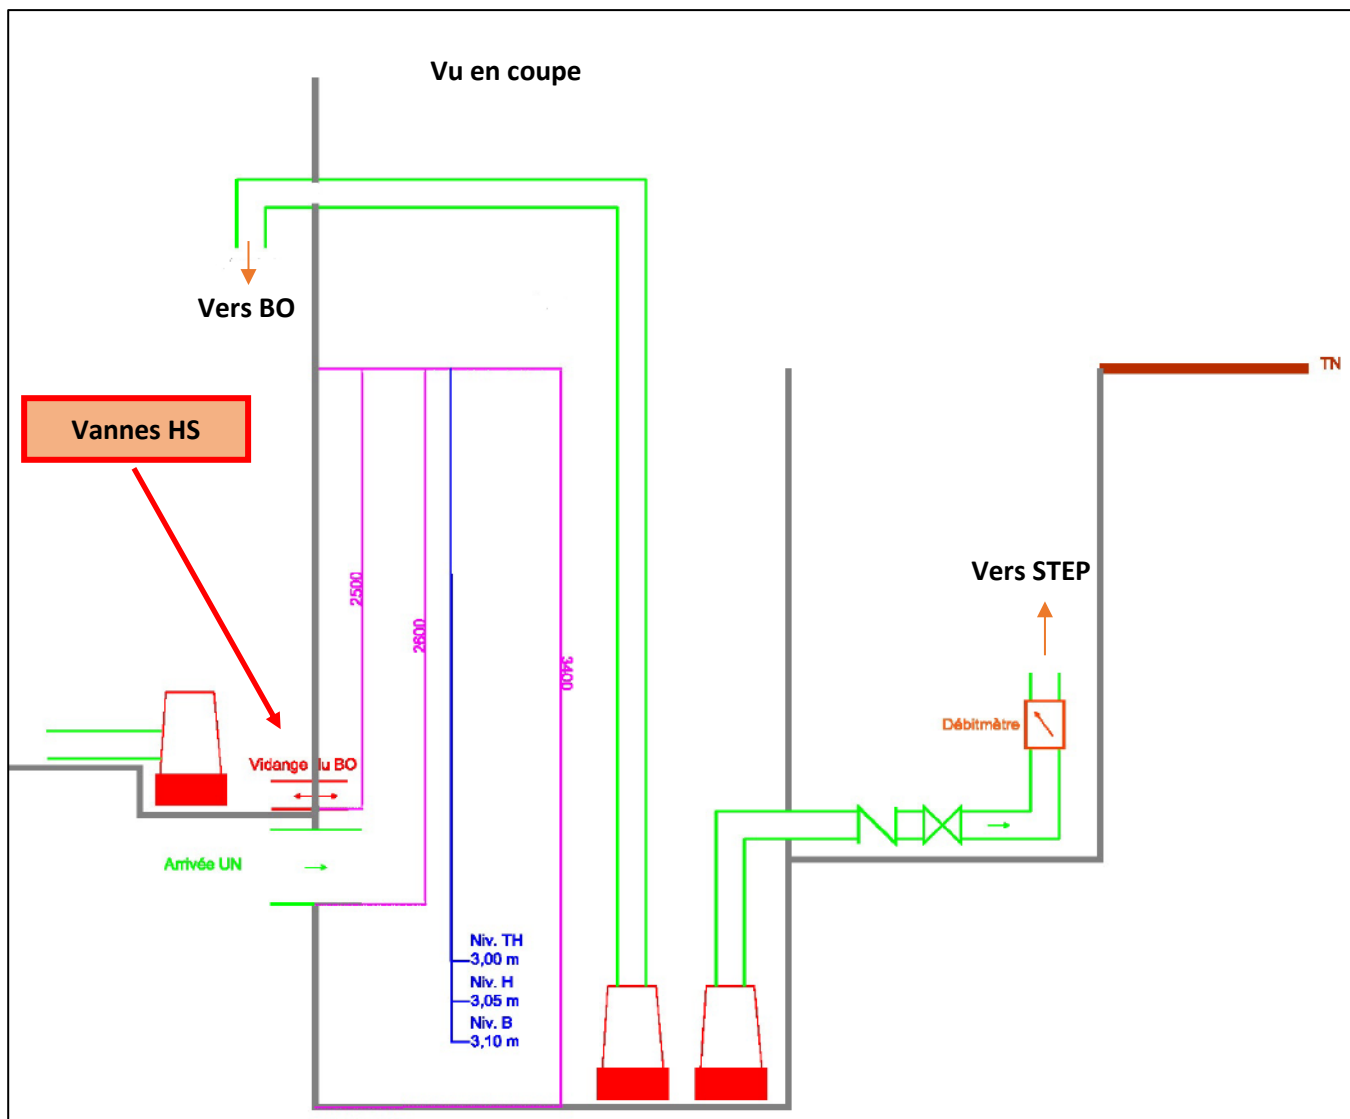 Vu en coupe
Vers BO
TN
Vannes HS
2500
2600
3400
Vers STEP
Débitmètre
Vidange du BO
Arrivée UN
Niv. TH
3,00 m
Niv. H
3,05 m
Niv. B
3,10 m